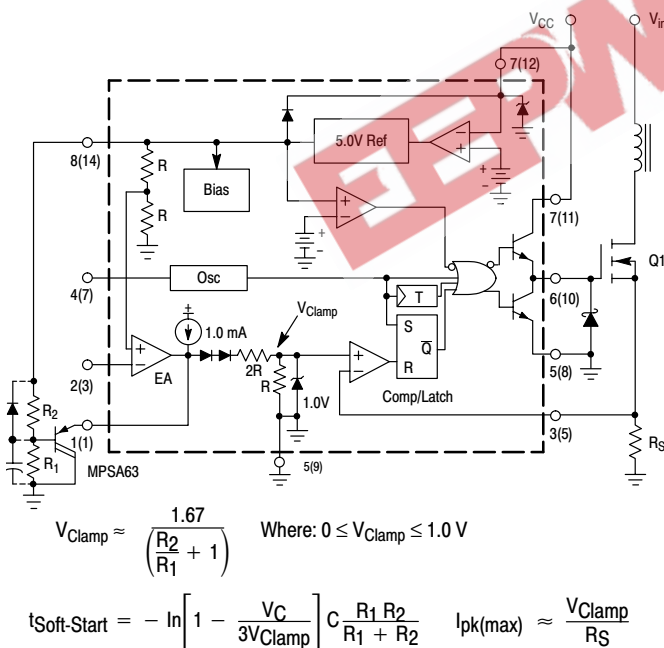 EEPW
VCC
Vin
7(12)
8(14)
R
5.0V Ref
+
−
+
−
Bias
R
+
−
+
−
7(11)
Q1
4(7)
Osc
T
6(10)
VClamp
+
1.0 mA
S
Q̅
R
+
−
EA
2R
R
1.0V
+
−
Comp/Latch
5(8)
2(3)
R2
1(1)
3(5)
R1
MPSA63
5(9)
RS
VClamp ≈ 1.67 / (R2/R1 + 1) Where: 0 ≤ VClamp ≤ 1.0 V
tSoft-Start = − ln[1 − VC/3VClamp] C R1 R2/(R1 + R2) Ipk(max) ≈ VClamp/RS